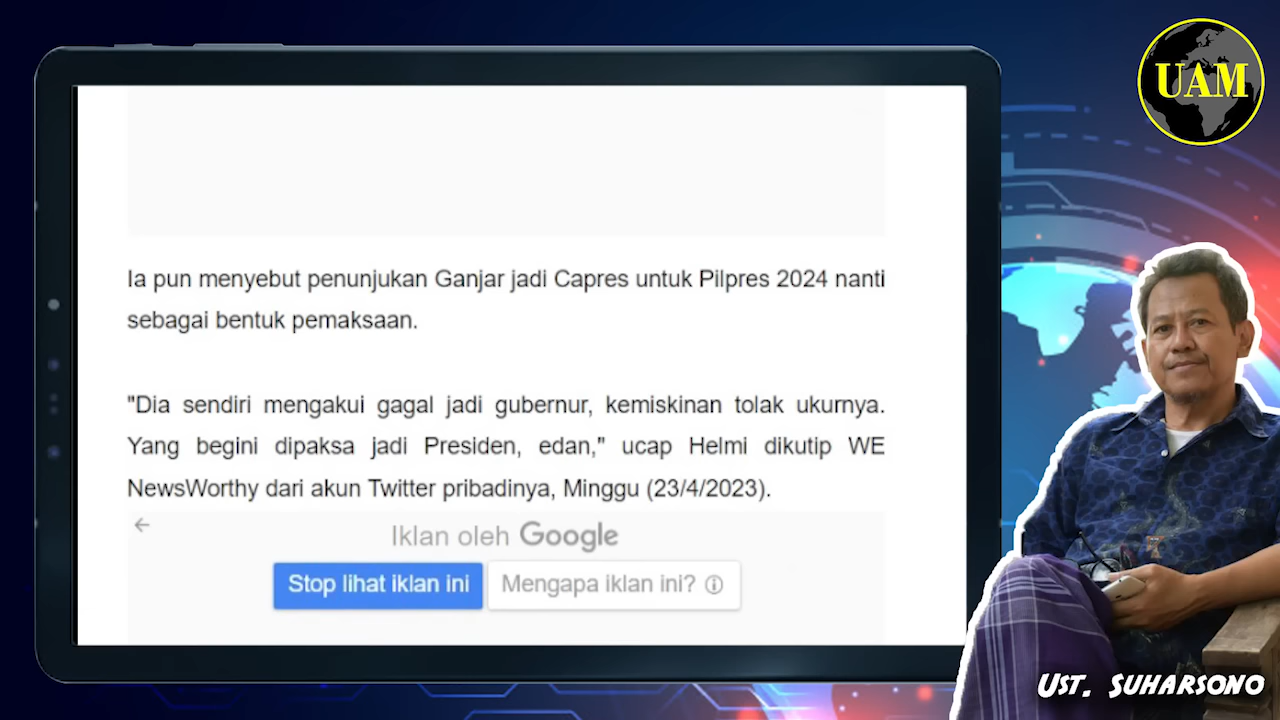 UAM
Ia pun menyebut penunjukan Ganjar jadi Capres untuk Pilpres 2024 nanti
sebagai bentuk pemaksaan.
"Dia sendiri mengakui gagal jadi gubernur, kemiskinan tolak ukurnya.
Yang begini dipaksa jadi Presiden, edan," ucap Helmi dikutip WE
NewsWorthy dari akun Twitter pribadinya, Minggu (23/4/2023).
Iklan oleh Google
Stop lihat iklan ini
Mengapa iklan ini?
Ust. Suharsono